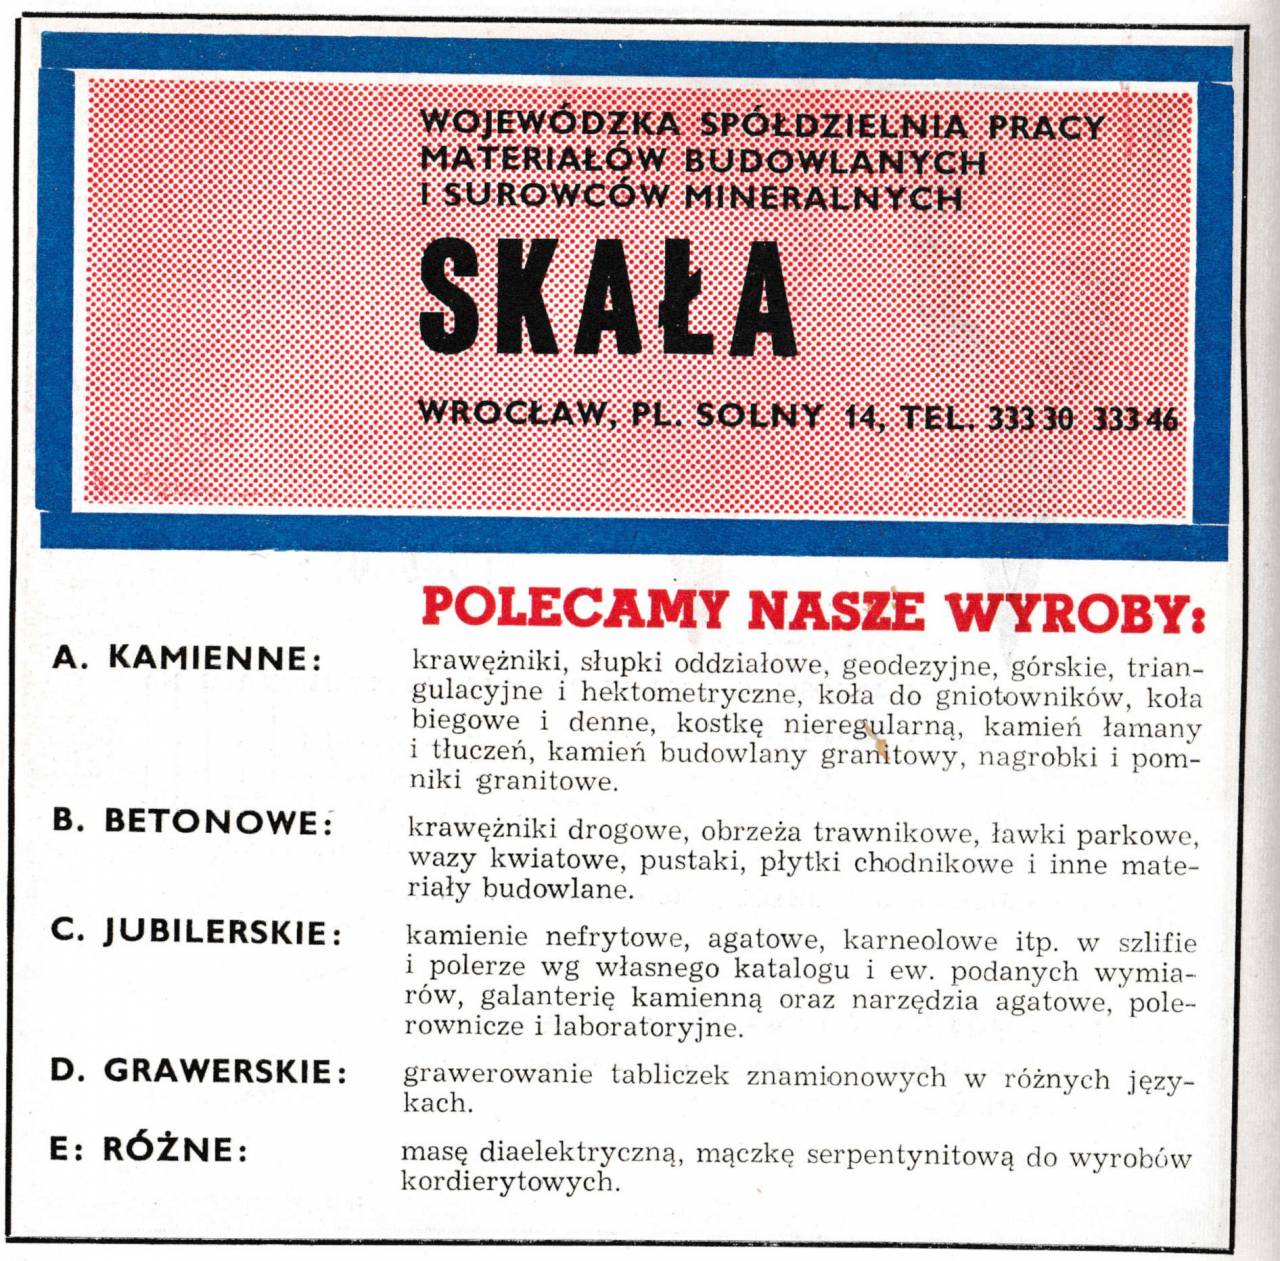 WOJEWÓDZKA SPÓŁDZIELNIA PRACY
MATERIAŁÓW BUDOWLANYCH
I SUROWCÓW MINERALNYCH
SKAŁA
WROCŁAW, PL. SOLNY 14, TEL. 333 30 333 46
POLECAMY NASZE WYROBY:
A. KAMIENNE:
krawężniki, słupki oddziałowe, geodezyjne, górskie, trian-
gulacyjne i hektometryczne, koła do gniotowników, koła
biegowe i denne, kostkę nieregularną, kamień łamany
i tłuczeń, kamień budowlany granitowy, nagrobki i pom-
niki granitowe.
B. BETONOWE:
krawężniki drogowe, obrzeża trawnikowe, ławki parkowe,
wazy kwiatowe, pustaki, płytki chodnikowe i inne mate-
riały budowlane.
C. JUBILERSKIE:
kamienie nefrytowe, agatowe, karneolowe itp. w szlifie
i polerze wg własnego katalogu i ew. podanych wymia-
rów, galanterię kamienną oraz narzędzia agatowe, pole-
rownicze i laboratoryjne.
D. GRAWERSKIE:
grawerowanie tabliczek znamionowych w różnych języ-
kach.
E: RÓŻNE:
masę diaelektryczną, mączkę serpentynitową do wyrobów
kordierytowych.